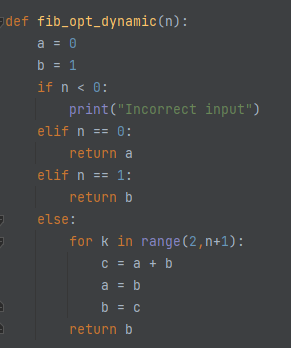 def fib_opt_dynamic(n):
    a = 0
    b = 1
    if n < 0:
        print("Incorrect input")
    elif n == 0:
        return a
    elif n == 1:
        return b
    else:
        for k in range(2,n+1):
            c = a + b
            a = b
            b = c
        return b